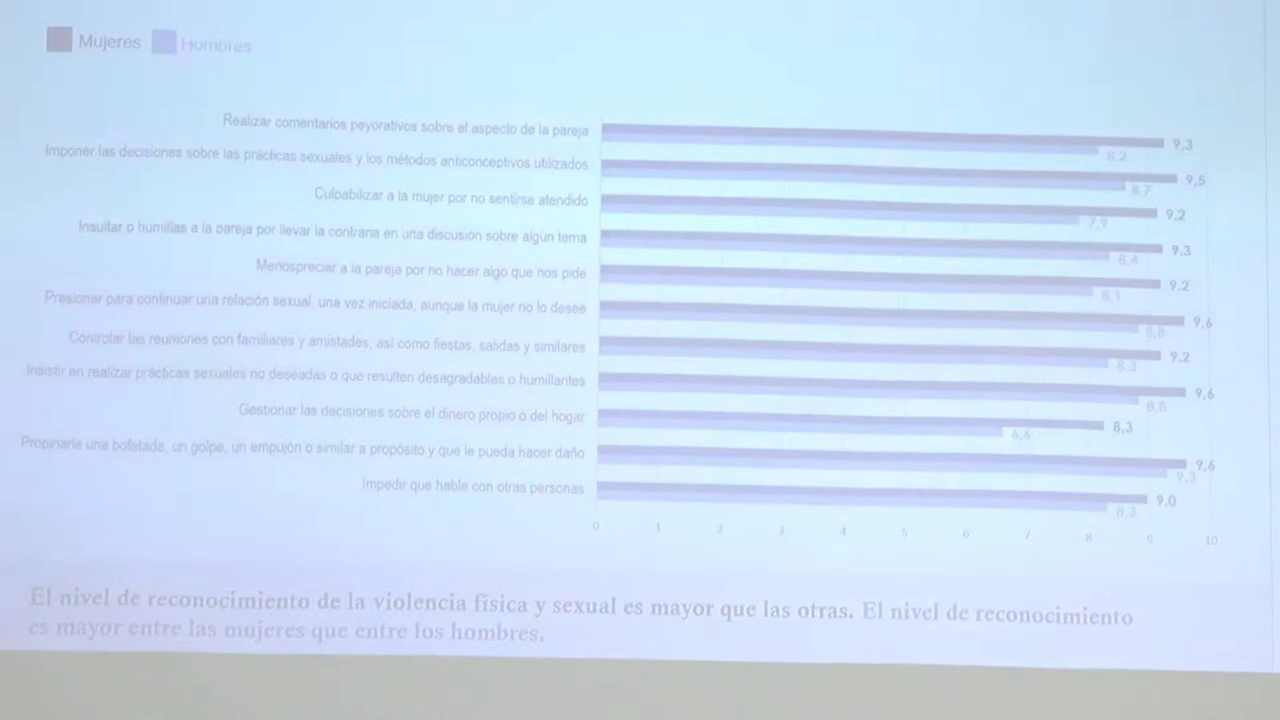 Mujeres Hombres
Realizar comentarios peyorativos sobre el aspecto de la pareja 9,3 8,2
Imponer las decisiones sobre las prácticas sexuales y los métodos anticonceptivos utilizados 9,5 8,7
Culpabilizar a la mujer por no sentirse atendido 9,2 7,9
Insultar o humillas a la pareja por llevar la contraria en una discusión sobre algún tema 9,3 8,4
Menospreciar a la pareja por no hacer algo que nos pide 9,2 8,1
Presionar para continuar una relación sexual, una vez iniciada, aunque la mujer no lo desee 9,6 8,8
Controlar las reuniones con familiares y amistades, así como fiestas, salidas y similares 9,2 8,3
Insistir en realizar prácticas sexuales no deseadas o que resulten desagradables o humillantes 9,6
Gestionar las decisiones sobre el dinero propio o del hogar 8,3 6,6
Propinarle una bofetada, un golpe, un empujón o similar a propósito y que le pueda hacer daño 9,6 9,3
Impedir que hable con otras personas 9,0 8,3
0 1 2 3 4 5 6 7 8 9 10
El nivel de reconocimiento de la violencia física y sexual es mayor que las otras. El nivel de reconocimiento
es mayor entre las mujeres que entre los hombres.